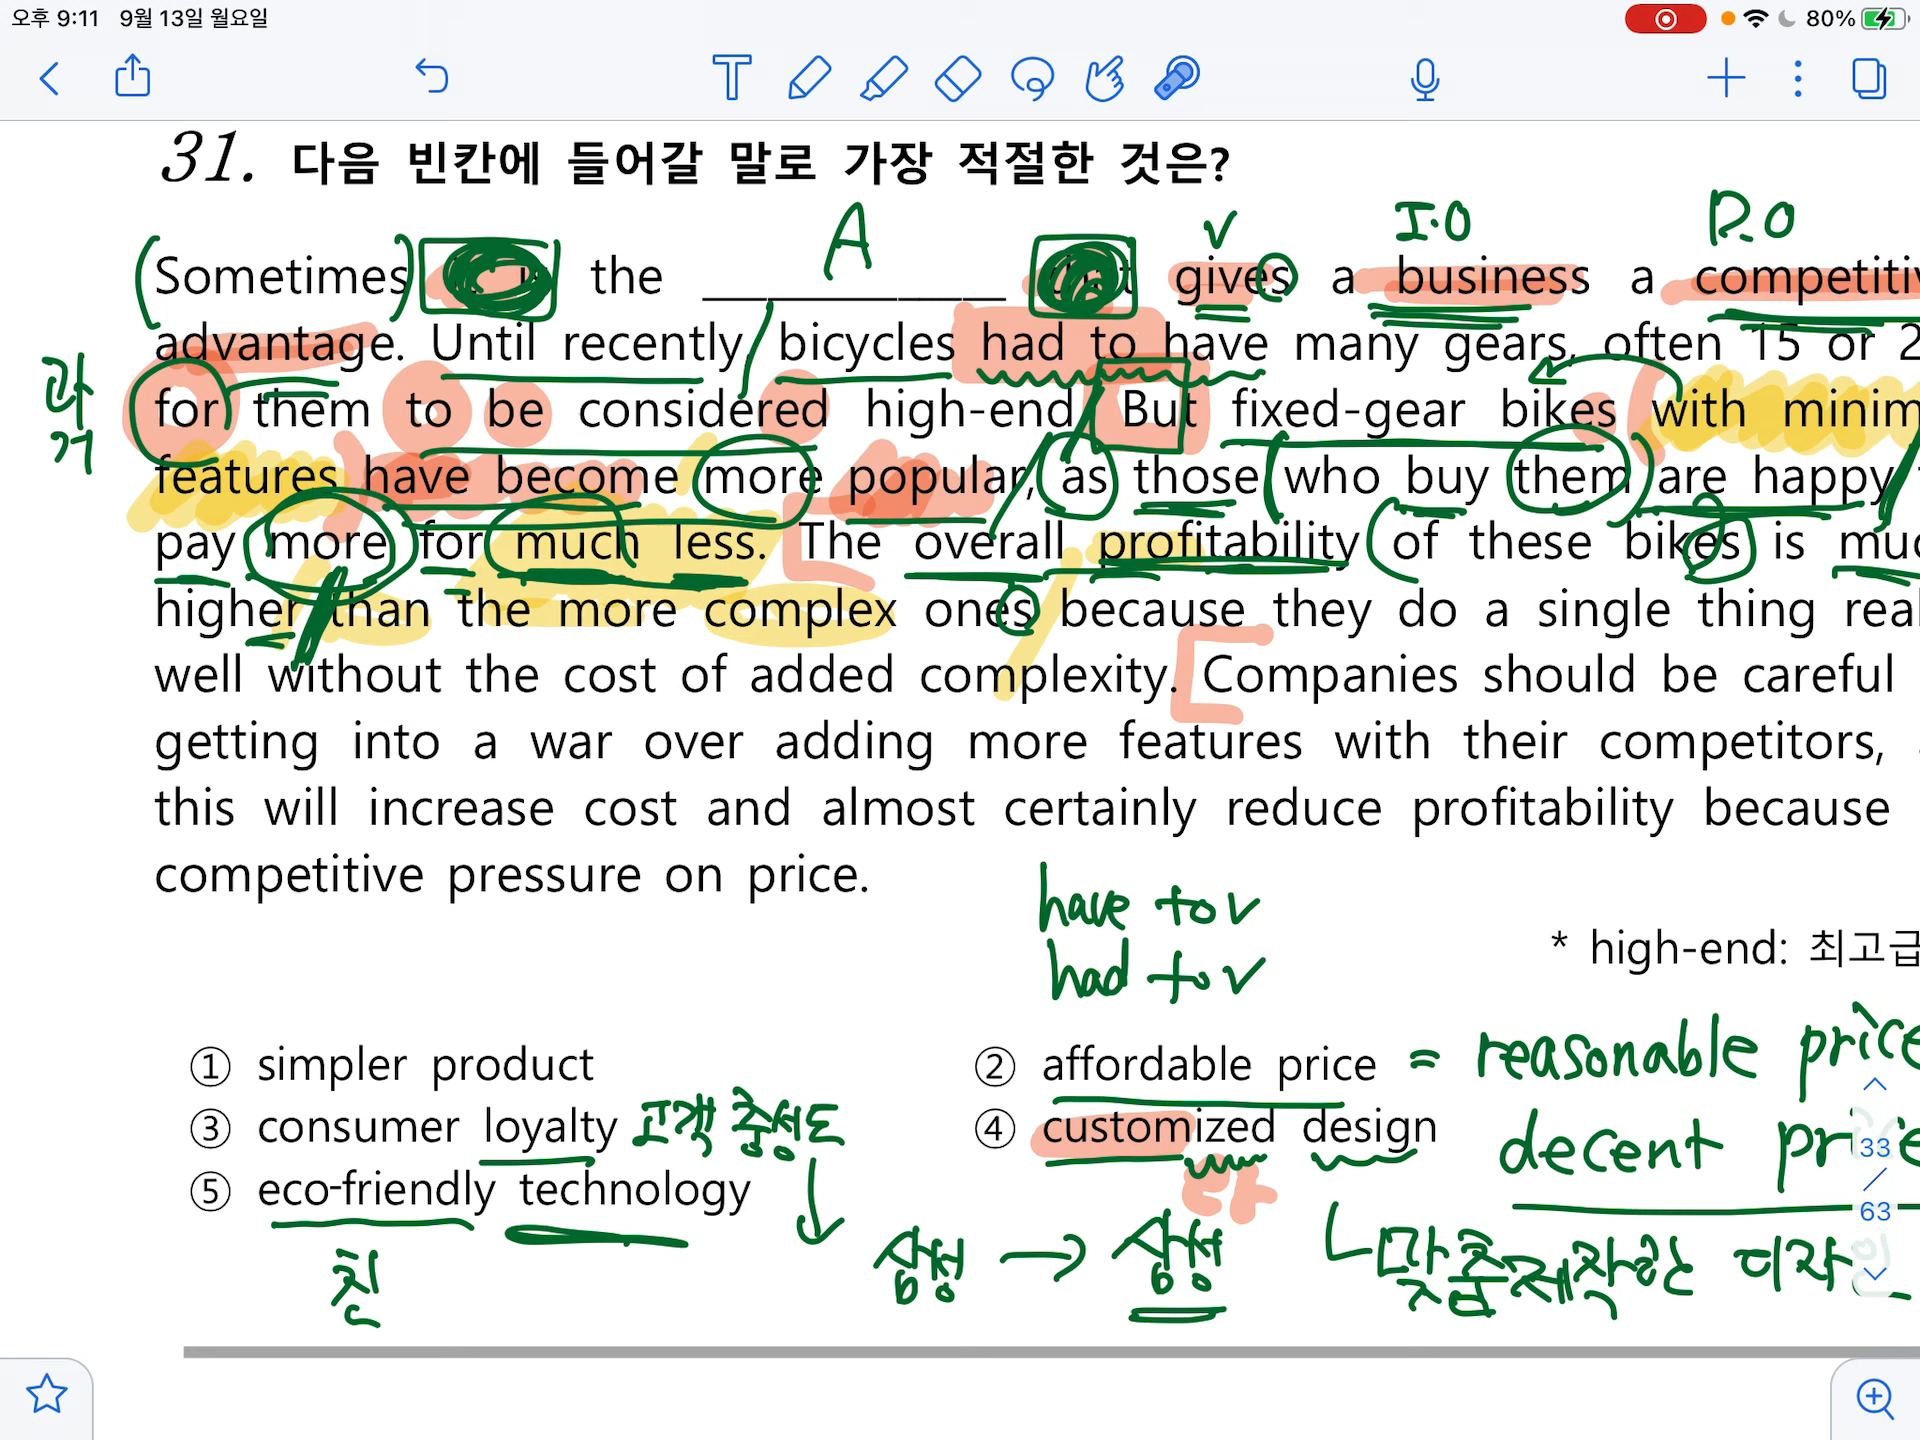 오후 9:11 9월 13일 월요일
80%
31. 다음 빈칸에 들어갈 말로 가장 적절한 것은?
A V I.O D.O
Sometimes the gives a business a
advantage. Until recently, bicycles had to have many gears, often 15 or
과거
for them to be considered high-end. But fixed-gear bikes with
features have become more popular, as those who buy them are happy
pay more for much less. The overall profitability of these bikes is
higher than the more complex ones because they do a single thing
well without the cost of added complexity. Companies should be careful
getting into a war over adding more features with their competitors,
this will increase cost and almost certainly reduce profitability because
competitive pressure on price.
have to v
had to v
* high-end: 최고급
① simpler product
② affordable price = reasonable price
③ consumer loyalty 고객 충성도
④ customized design
decent price
⑤ eco-friendly technology
친
삼성 → 삼성
맞춤제작한 디자인
33
/
63